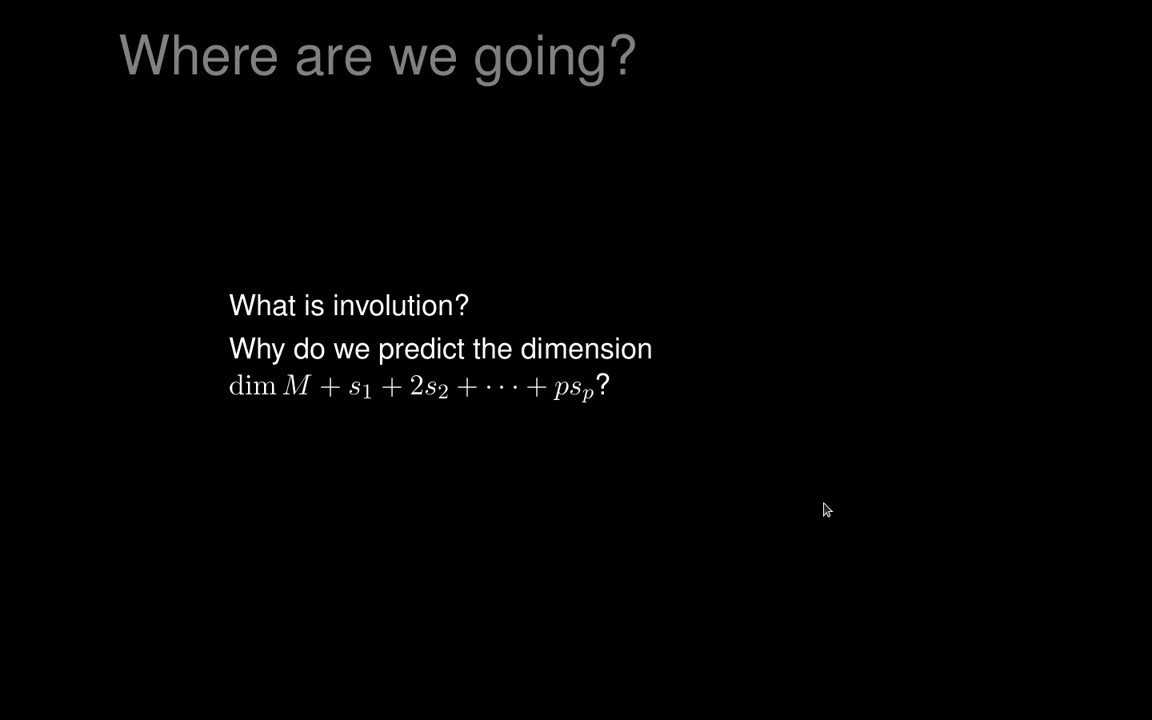 Where are we going?
What is involution?
Why do we predict the dimension
dim M + s₁ + 2s₂ + ⋯ + psₚ?